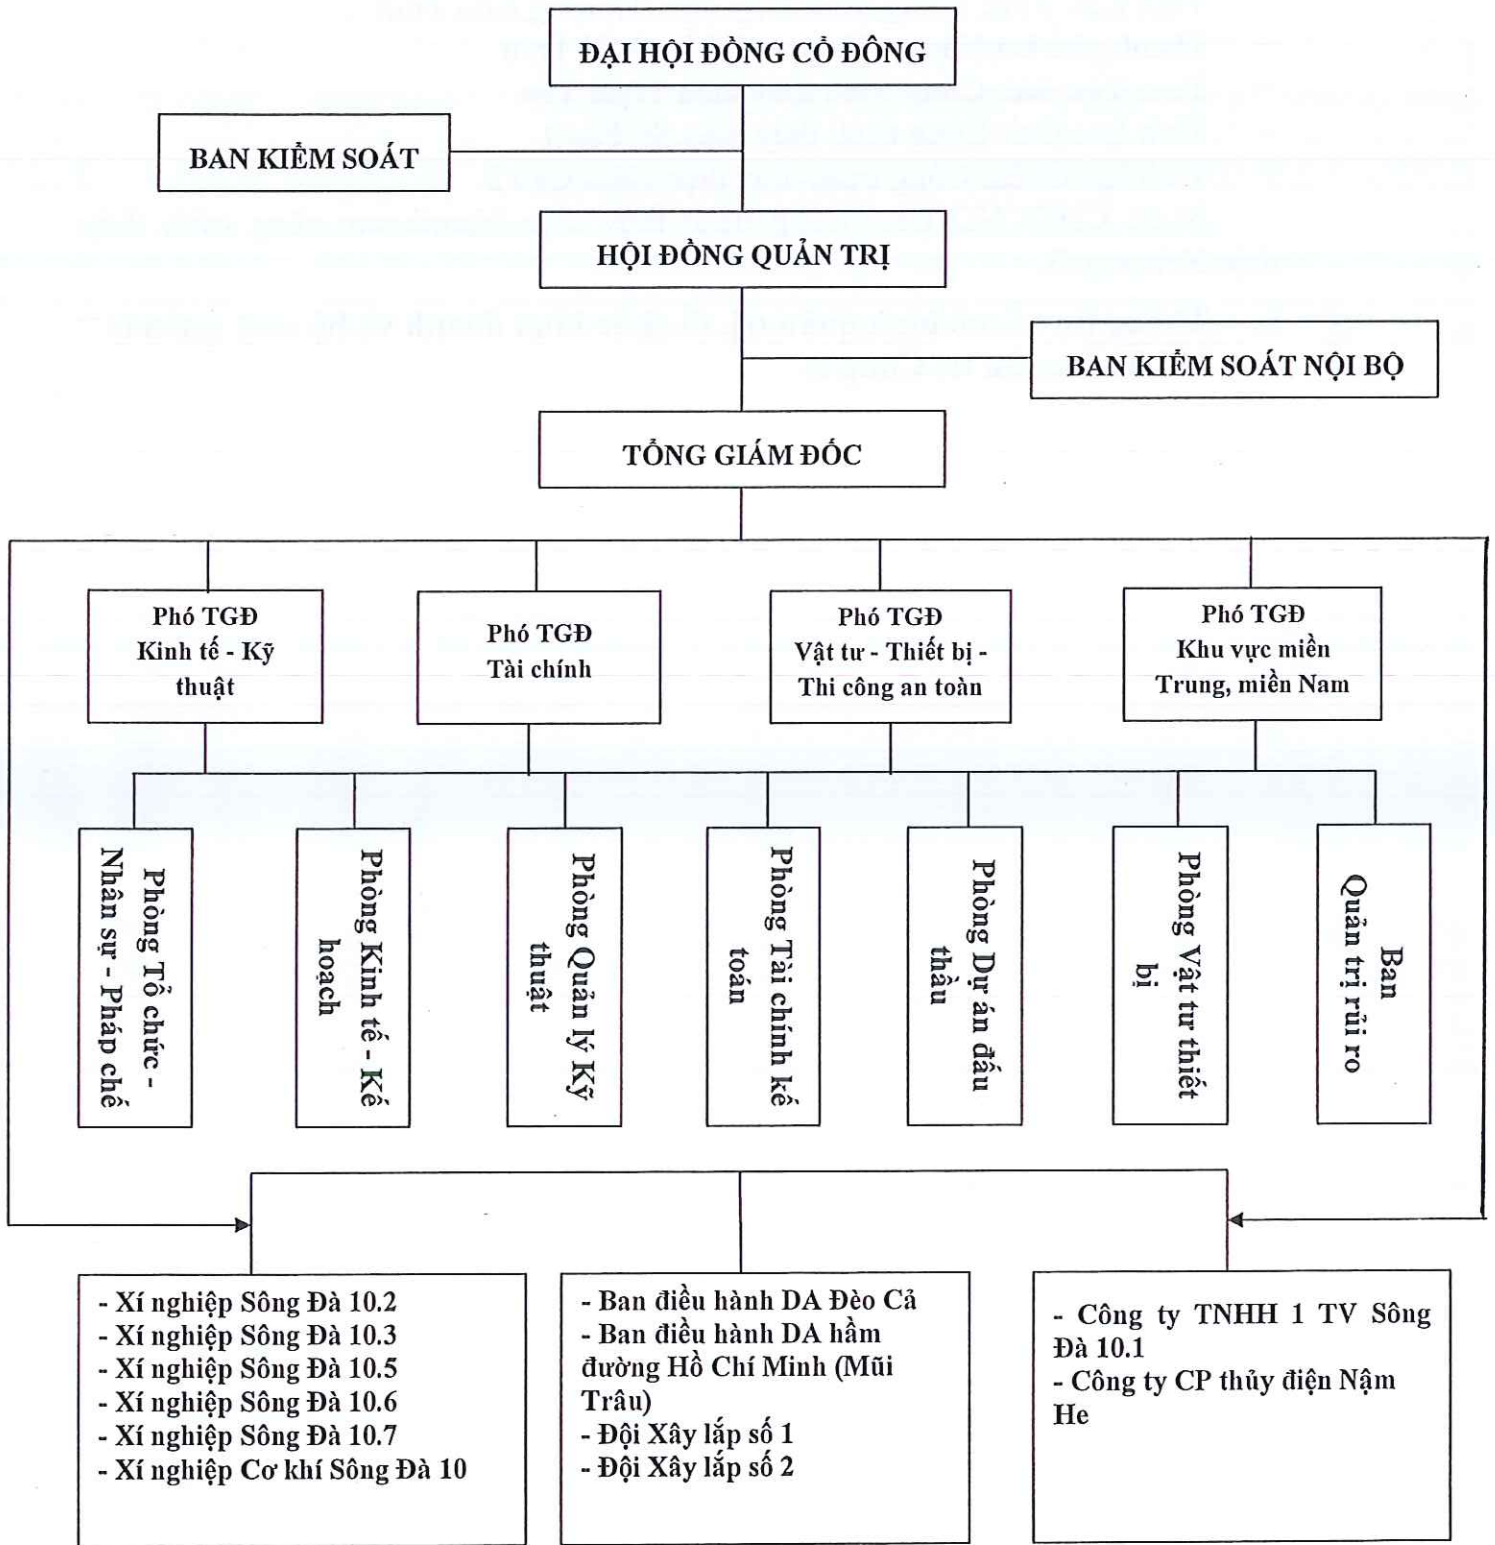 ĐẠI HỘI ĐỒNG CỔ ĐÔNG
BAN KIỂM SOÁT
HỘI ĐỒNG QUẢN TRỊ
BAN KIỂM SOÁT NỘI BỘ
TỔNG GIÁM ĐỐC
Phó TGĐ
Kinh tế - Kỹ
thuật
Phó TGĐ
Tài chính
Phó TGĐ
Vật tư - Thiết bị -
Thi công an toàn
Phó TGĐ
Khu vực miền
Trung, miền Nam
Phòng Tổ chức -
Nhân sự - Pháp chế
Phòng Kinh tế - Kế
hoạch
Phòng Quản lý Kỹ
thuật
Phòng Tài chính kế
toán
Phòng Dự án đấu
thầu
Phòng Vật tư thiết
bị
Ban
Quản trị rủi ro
- Xí nghiệp Sông Đà 10.2
- Xí nghiệp Sông Đà 10.3
- Xí nghiệp Sông Đà 10.5
- Xí nghiệp Sông Đà 10.6
- Xí nghiệp Sông Đà 10.7
- Xí nghiệp Cơ khí Sông Đà 10
- Ban điều hành DA Đèo Cả
- Ban điều hành DA hầm
đường Hồ Chí Minh (Mũi
Trâu)
- Đội Xây lắp số 1
- Đội Xây lắp số 2
- Công ty TNHH 1 TV Sông
Đà 10.1
- Công ty CP thủy điện Nậm
He